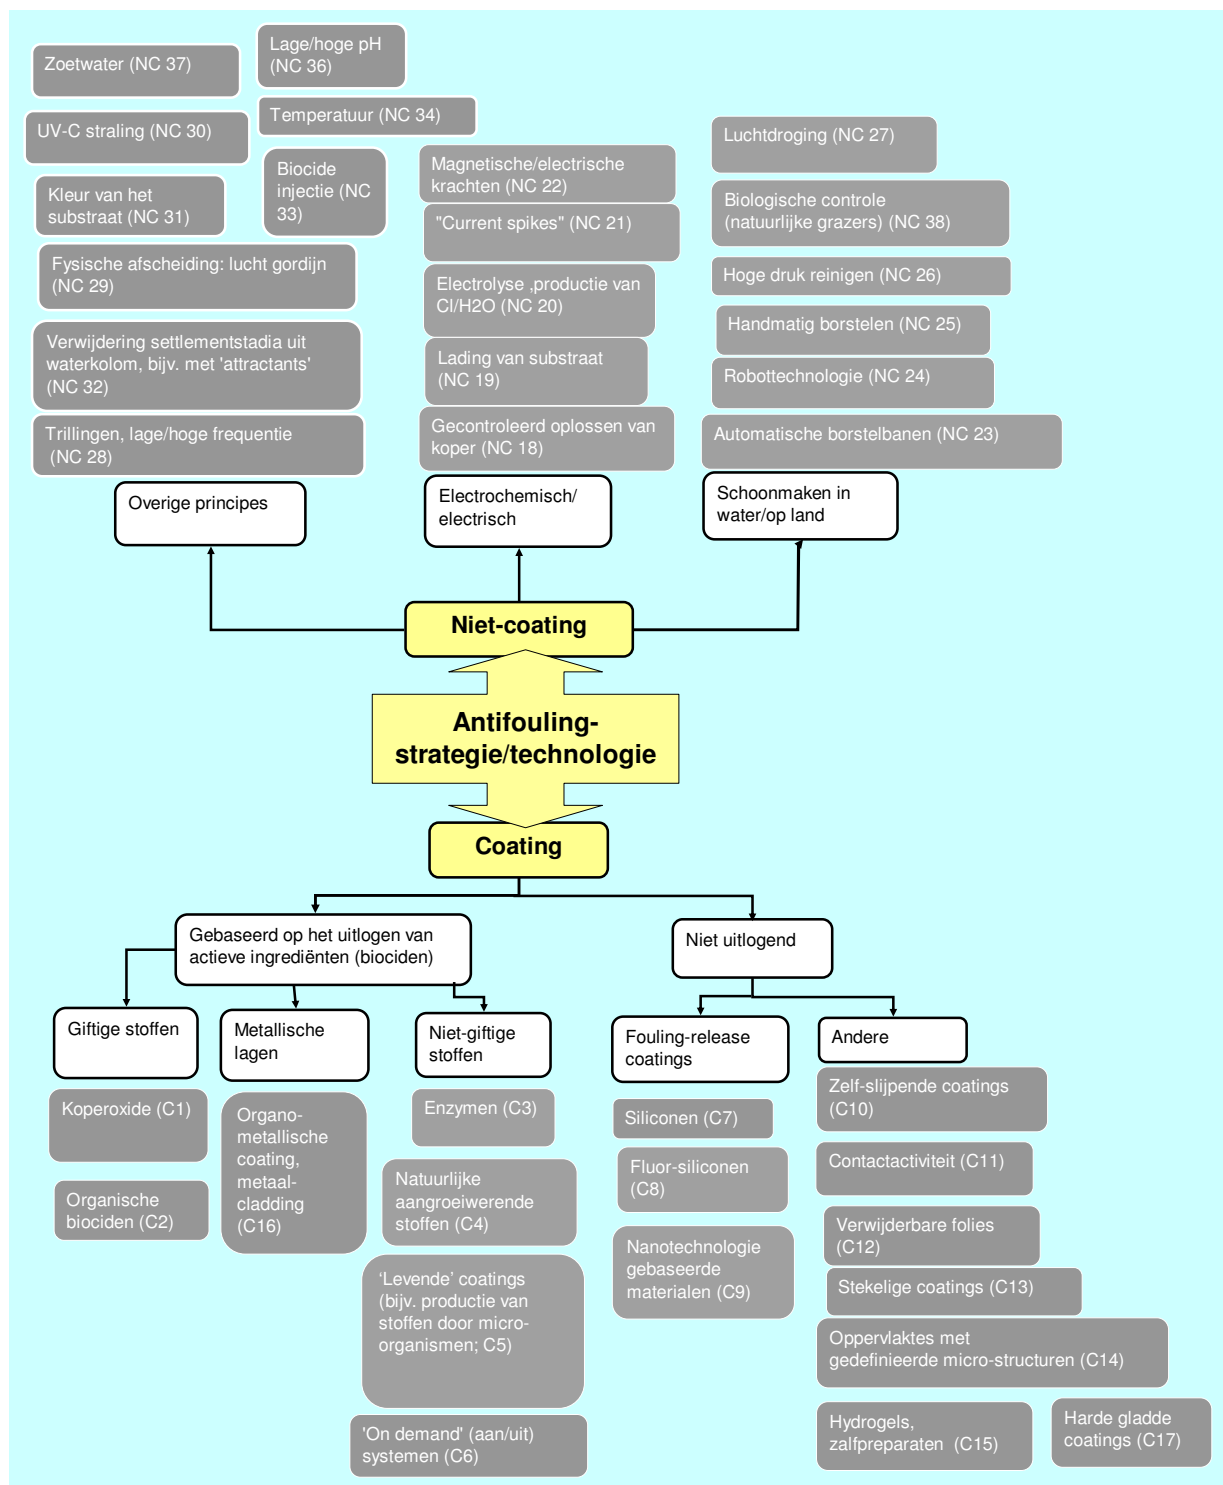 Zoetwater (NC 37)
Lage/hoge pH
(NC 36)
UV-C straling (NC 30)
Temperatuur (NC 34)
Kleur van het
substraat (NC 31)
Biocide
injectie (NC
33)
Fysische afscheiding: lucht gordijn
(NC 29)
Verwijdering settlementstadia uit
waterkolom, bijv. met 'attractants'
(NC 32)
Trillingen, lage/hoge frequentie
(NC 28)
Overige principes
Magnetische/electrische
krachten (NC 22)
"Current spikes" (NC 21)
Electrolyse ,productie van
Cl/H2O (NC 20)
Lading van substraat
(NC 19)
Gecontroleerd oplossen van
koper (NC 18)
Electrochemisch/
electrisch
Luchtdroging (NC 27)
Biologische controle
(natuurlijke grazers) (NC 38)
Hoge druk reinigen (NC 26)
Handmatig borstelen (NC 25)
Robottechnologie (NC 24)
Automatische borstelbanen (NC 23)
Schoonmaken in
water/op land
Niet-coating
Antifouling-
strategie/technologie
Coating
Gebaseerd op het uitlogen van
actieve ingrediënten (biociden)
Niet uitlogend
Giftige stoffen
Koperoxide (C1)
Organische
biociden (C2)
Metallische
lagen
Organo-
metallische
coating,
metaal-
cladding
(C16)
Niet-giftige
stoffen
Enzymen (C3)
Natuurlijke
aangroeiwerende
stoffen (C4)
‘Levende’ coatings
(bijv. productie van
stoffen door micro-
organismen; C5)
'On demand' (aan/uit)
systemen (C6)
Fouling-release
coatings
Siliconen (C7)
Fluor-siliconen
(C8)
Nanotechnologie
gebaseerde
materialen (C9)
Andere
Zelf-slijpende coatings
(C10)
Contactactiviteit (C11)
Verwijderbare folies
(C12)
Stekelige coatings (C13)
Oppervlaktes met
gedefinieerde micro-structuren (C14)
Hydrogels,
zalfpreparaten (C15)
Harde gladde
coatings (C17)